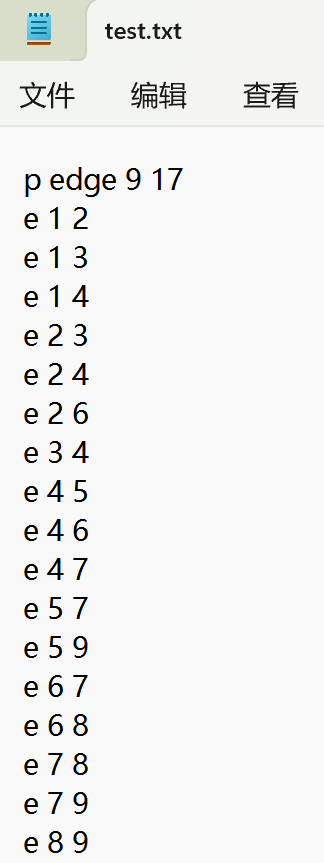 test.txt
文件 编辑 查看
p edge 9 17
e 1 2
e 1 3
e 1 4
e 2 3
e 2 4
e 2 6
e 3 4
e 4 5
e 4 6
e 4 7
e 5 7
e 5 9
e 6 7
e 6 8
e 7 8
e 7 9
e 8 9